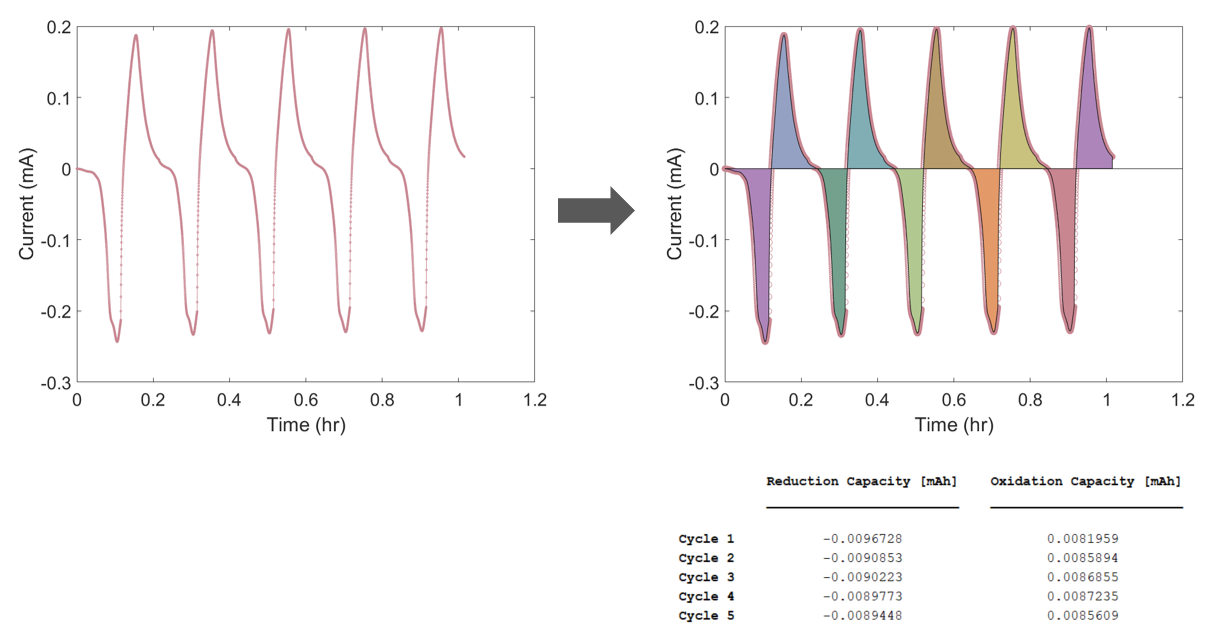 0.2
0.1
0
-0.1
-0.2
-0.3
Current (mA)
0 0.2 0.4 0.6 0.8 1 1.2
Time (hr)
0.2
0.1
0
-0.1
-0.2
-0.3
Current (mA)
0 0.2 0.4 0.6 0.8 1 1.2
Time (hr)
Reduction Capacity [mAh] Oxidation Capacity [mAh]
Cycle 1 -0.0096728 0.0081959
Cycle 2 -0.0090853 0.0085894
Cycle 3 -0.0090223 0.0086855
Cycle 4 -0.0089773 0.0087235
Cycle 5 -0.0089448 0.0085609